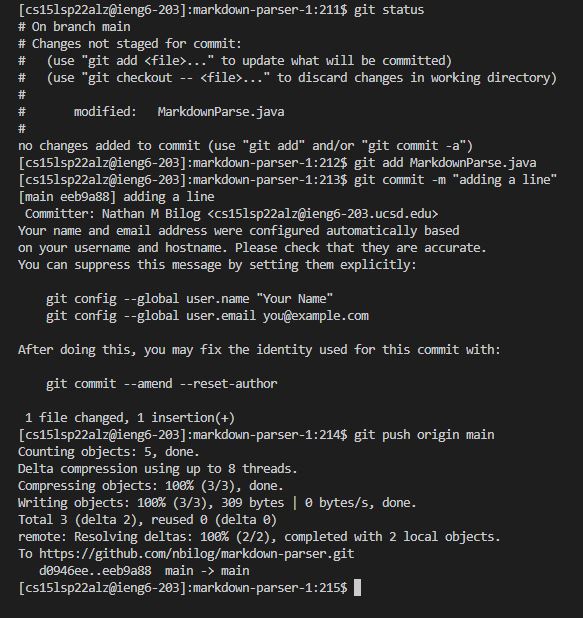 [cs15lsp22alz@ieng6-203]:markdown-parser-1:211$ git status
# On branch main
# Changes not staged for commit:
#   (use "git add <file>..." to update what will be committed)
#   (use "git checkout -- <file>..." to discard changes in working directory)
#
#       modified:   MarkdownParse.java
#
no changes added to commit (use "git add" and/or "git commit -a")
[cs15lsp22alz@ieng6-203]:markdown-parser-1:212$ git add MarkdownParse.java
[cs15lsp22alz@ieng6-203]:markdown-parser-1:213$ git commit -m "adding a line"
[main eeb9a88] adding a line
 Committer: Nathan M Bilog <cs15lsp22alz@ieng6-203.ucsd.edu>
Your name and email address were configured automatically based
on your username and hostname. Please check that they are accurate.
You can suppress this message by setting them explicitly:

    git config --global user.name "Your Name"
    git config --global user.email you@example.com

After doing this, you may fix the identity used for this commit with:

    git commit --amend --reset-author

 1 file changed, 1 insertion(+)
[cs15lsp22alz@ieng6-203]:markdown-parser-1:214$ git push origin main
Counting objects: 5, done.
Delta compression using up to 8 threads.
Compressing objects: 100% (3/3), done.
Writing objects: 100% (3/3), 309 bytes | 0 bytes/s, done.
Total 3 (delta 2), reused 0 (delta 0)
remote: Resolving deltas: 100% (2/2), completed with 2 local objects.
To https://github.com/nbilog/markdown-parser.git
   d0946ee..eeb9a88  main -> main
[cs15lsp22alz@ieng6-203]:markdown-parser-1:215$